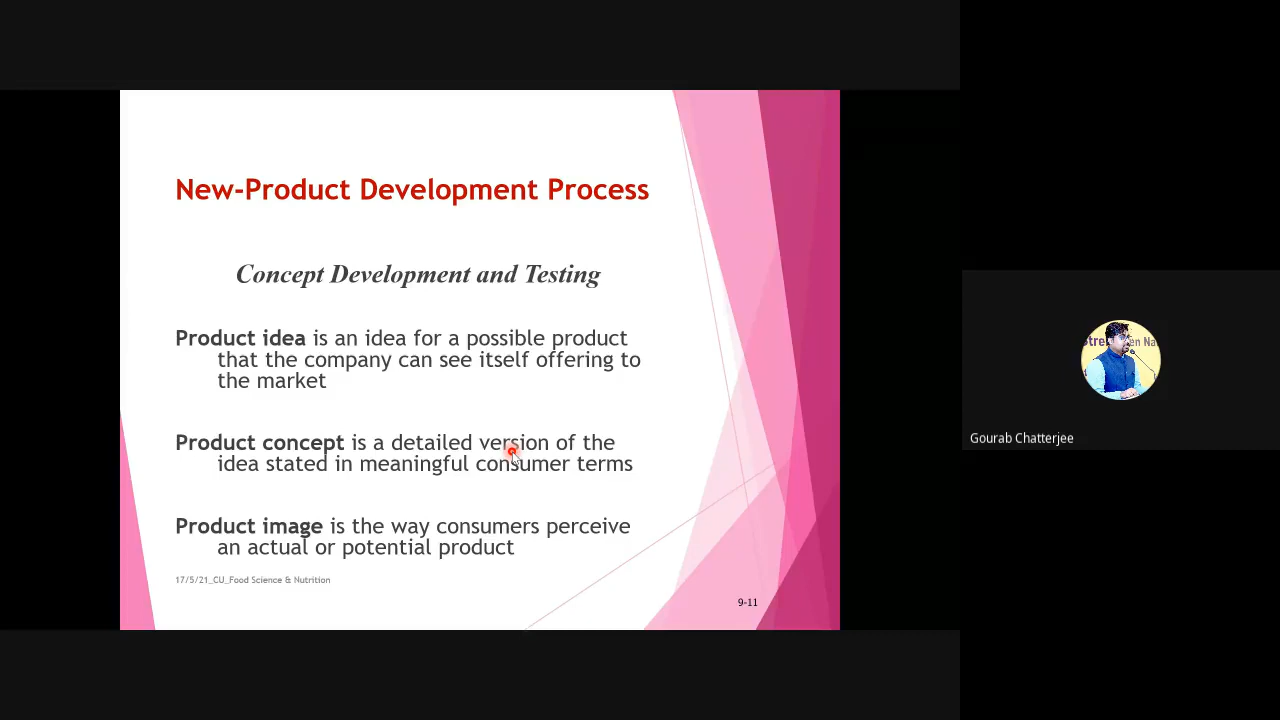 New-Product Development Process
Concept Development and Testing
Product idea is an idea for a possible product
that the company can see itself offering to
the market
Product concept is a detailed version of the
idea stated in meaningful consumer terms
Product image is the way consumers perceive
an actual or potential product
17/5/21_CU_Food Science & Nutrition
9-11
Gourab Chatterjee